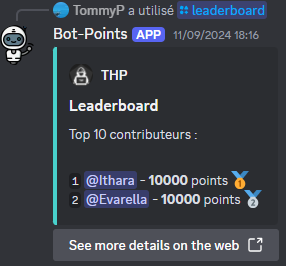 TommyP a utilisé leaderboard
Bot-Points APP 11/09/2024 18:16
THP
Leaderboard
Top 10 contributeurs :
1 @Ithara - 10000 points 🥇
2 @Evarella - 10000 points 🥈
See more details on the web